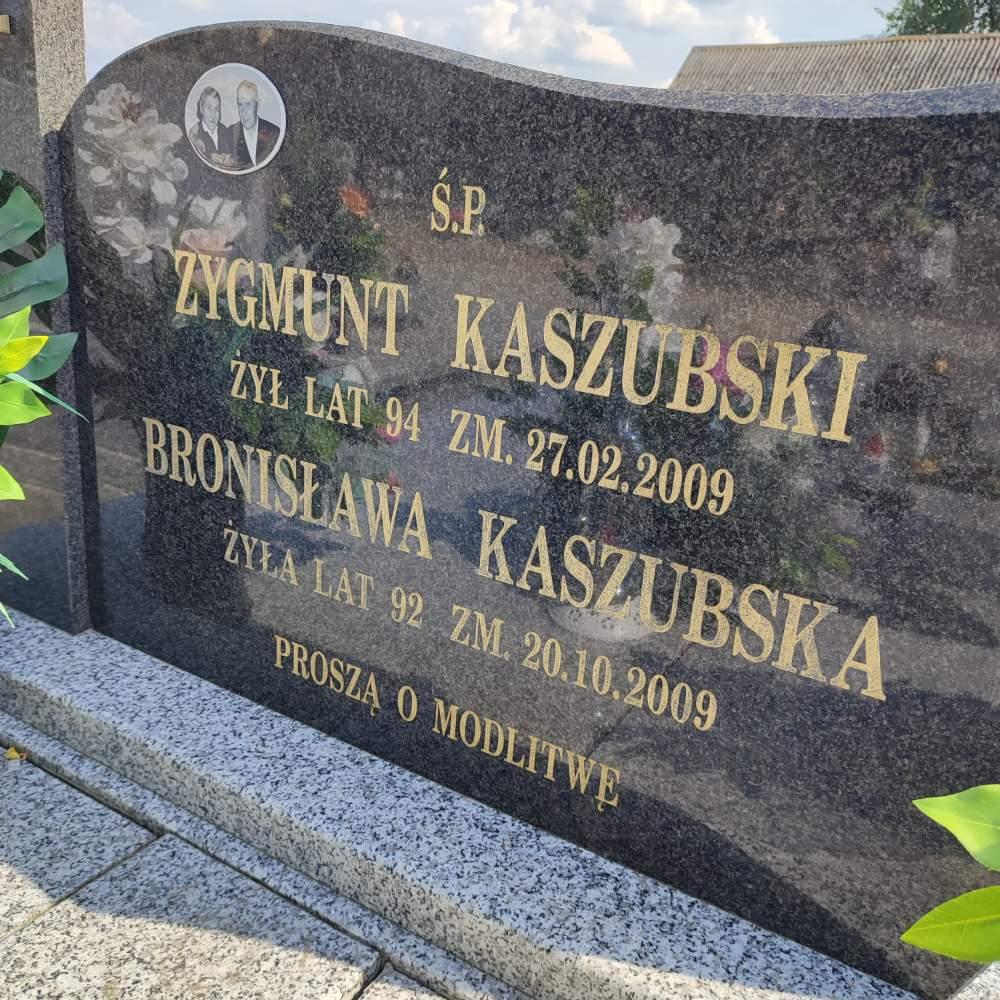 Ś.P.
ZYGMUNT KASZUBSKI
ŻYŁ LAT 94 ZM. 27.02.2009
BRONISŁAWA KASZUBSKA
ŻYŁA LAT 92 ZM. 20.10.2009
PROSZĄ O MODLITWĘ